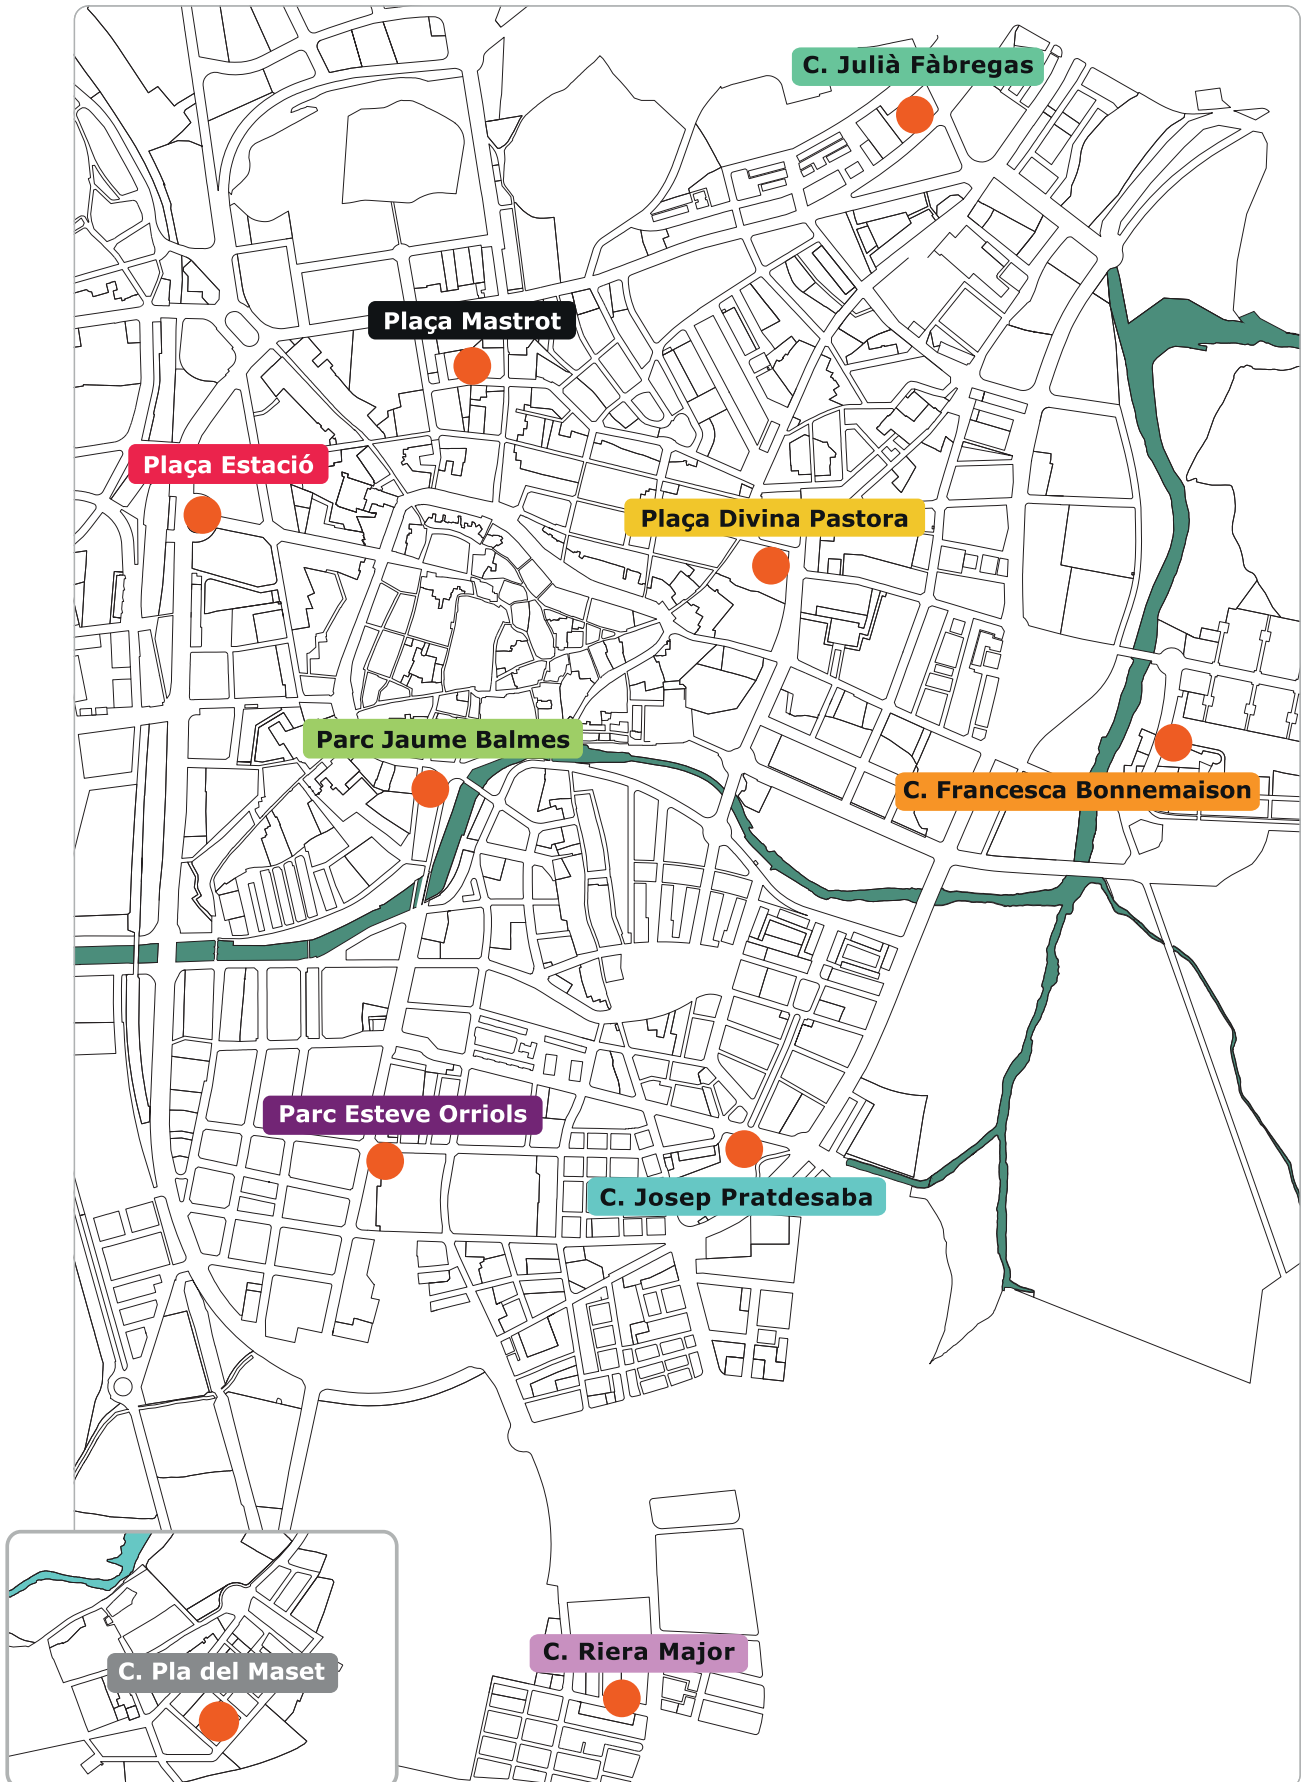 C. Julià Fàbregas
Plaça Mastrot
Plaça Estació
Plaça Divina Pastora
Parc Jaume Balmes
C. Francesca Bonnemaison
Parc Esteve Orriols
C. Josep Pratdesaba
C. Riera Major
C. Pla del Maset